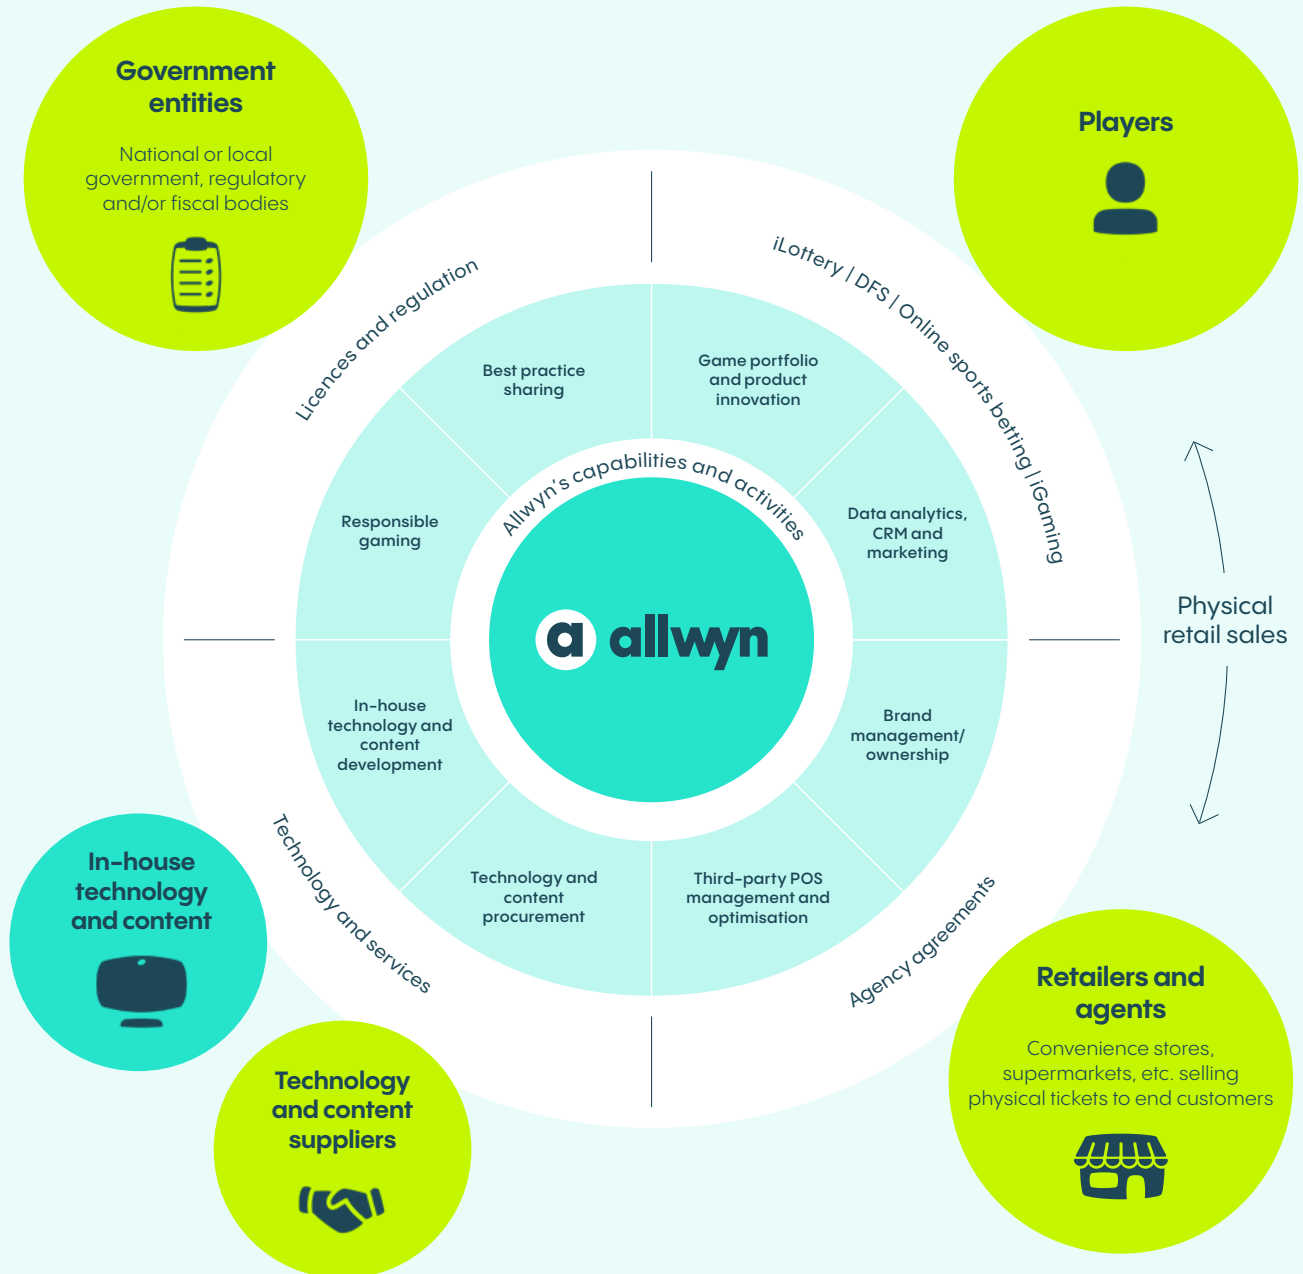 Government
entities
National or local
government, regulatory
and/or fiscal bodies
Players
Licences and regulation
iLottery | DFS | Online sports betting | iGaming
Best practice
sharing
Game portfolio
and product
innovation
Allwyn's capabilities and activities
Responsible
gaming
Data analytics,
CRM and
marketing
a allwyn
Physical
retail sales
In-house
technology and
content
development
Brand
management/
ownership
Technology and
content
procurement
Third-party POS
management and
optimisation
Technology and services
Agency agreements
In-house
technology
and content
Technology
and content
suppliers
Retailers and
agents
Convenience stores,
supermarkets, etc. selling
physical tickets to end customers